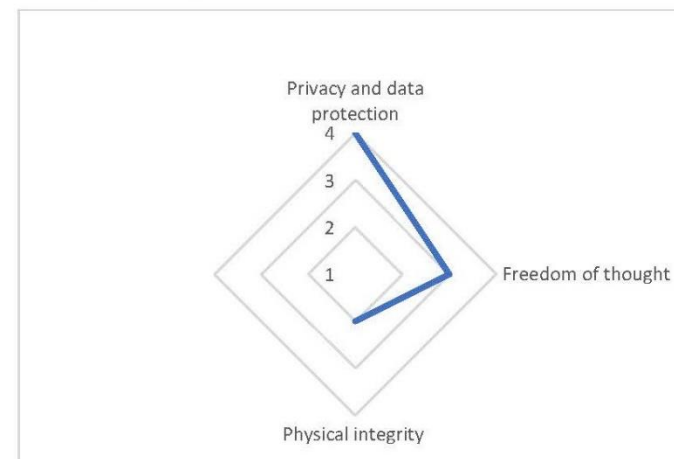 Privacy and data
protection
4
3
2
1
Freedom of thought
Physical integrity